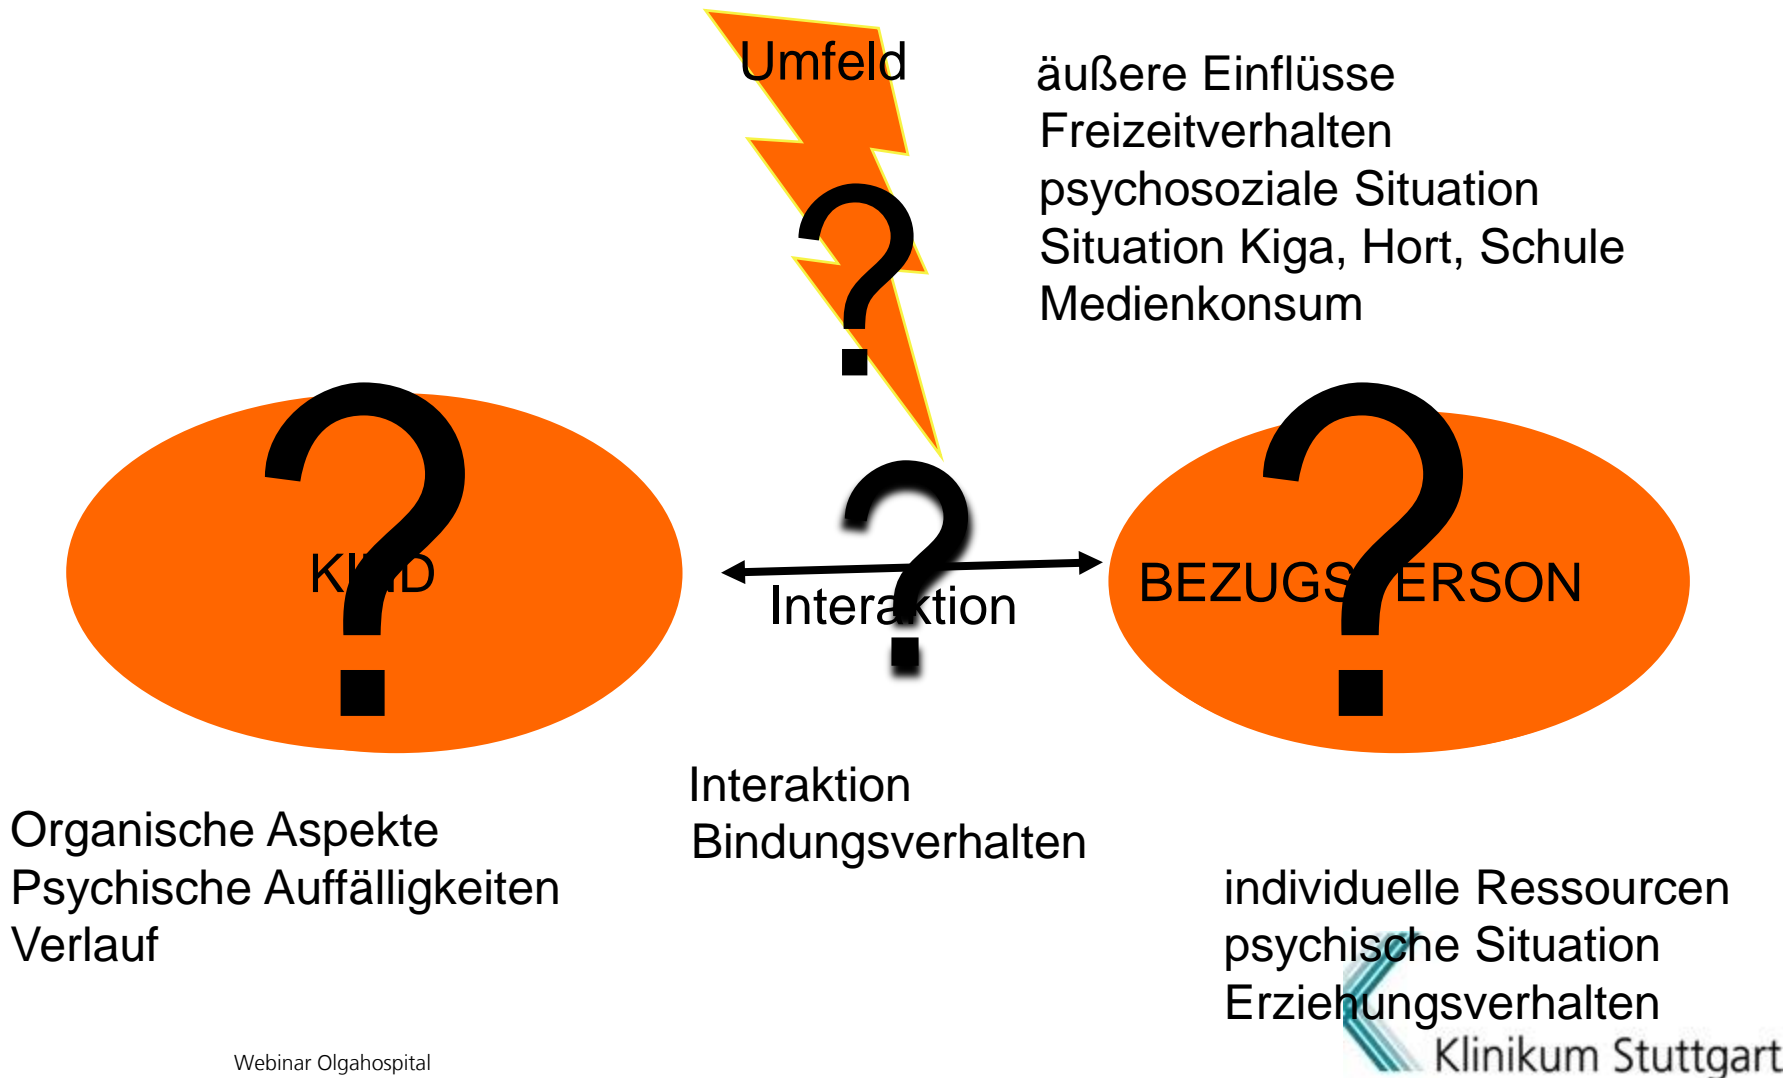 Umfeld
äußere Einflüsse
Freizeitverhalten
psychosoziale Situation
Situation Kiga, Hort, Schule
Medienkonsum
?
?
?
?
KIND
Interaktion
BEZUGSPERSON
Interaktion
Bindungsverhalten
Organische Aspekte
Psychische Auffälligkeiten
Verlauf
individuelle Ressourcen
psychische Situation
Erziehungsverhalten
Webinar Olgahospital
Klinikum Stuttgart